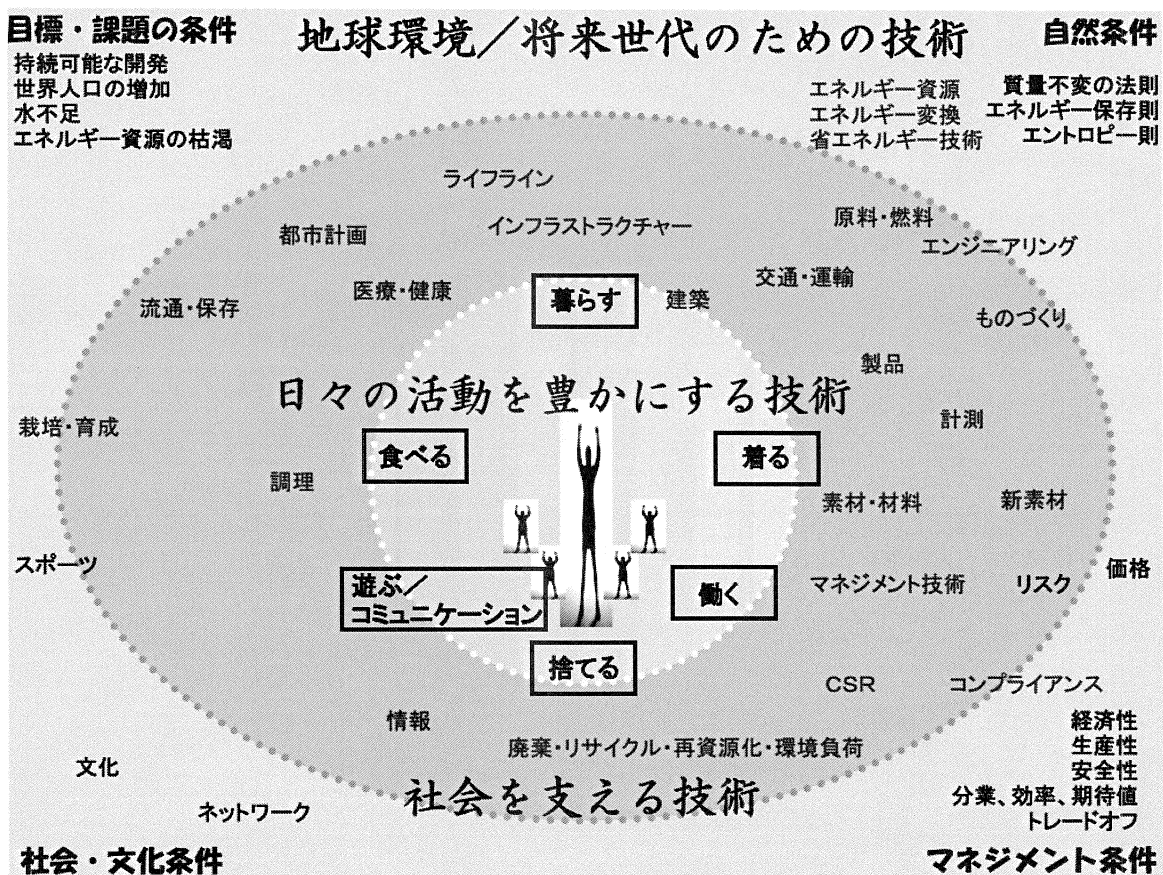 目標・課題の条件
地球環境／将来世代のための技術
自然条件
持続可能な開発
世界人口の増加
水不足
エネルギー資源の枯渇
エネルギー資源
エネルギー変換
省エネルギー技術
質量不変の法則
エネルギー保存則
エントロピー則
ライフライン
都市計画
インフラストラクチャー
原料・燃料
エンジニアリング
流通・保存
医療・健康
暮らす
建築
交通・運輸
ものづくり
製品
日々の活動を豊かにする技術
栽培・育成
計測
食べる
着る
調理
素材・材料
新素材
スポーツ
遊ぶ／
コミュニケーション
働く
マネジメント技術
リスク
価格
捨てる
CSR
コンプライアンス
情報
廃棄・リサイクル・再資源化・環境負荷
経済性
生産性
安全性
分業、効率、期待値
トレードオフ
文化
ネットワーク
社会を支える技術
社会・文化条件
マネジメント条件